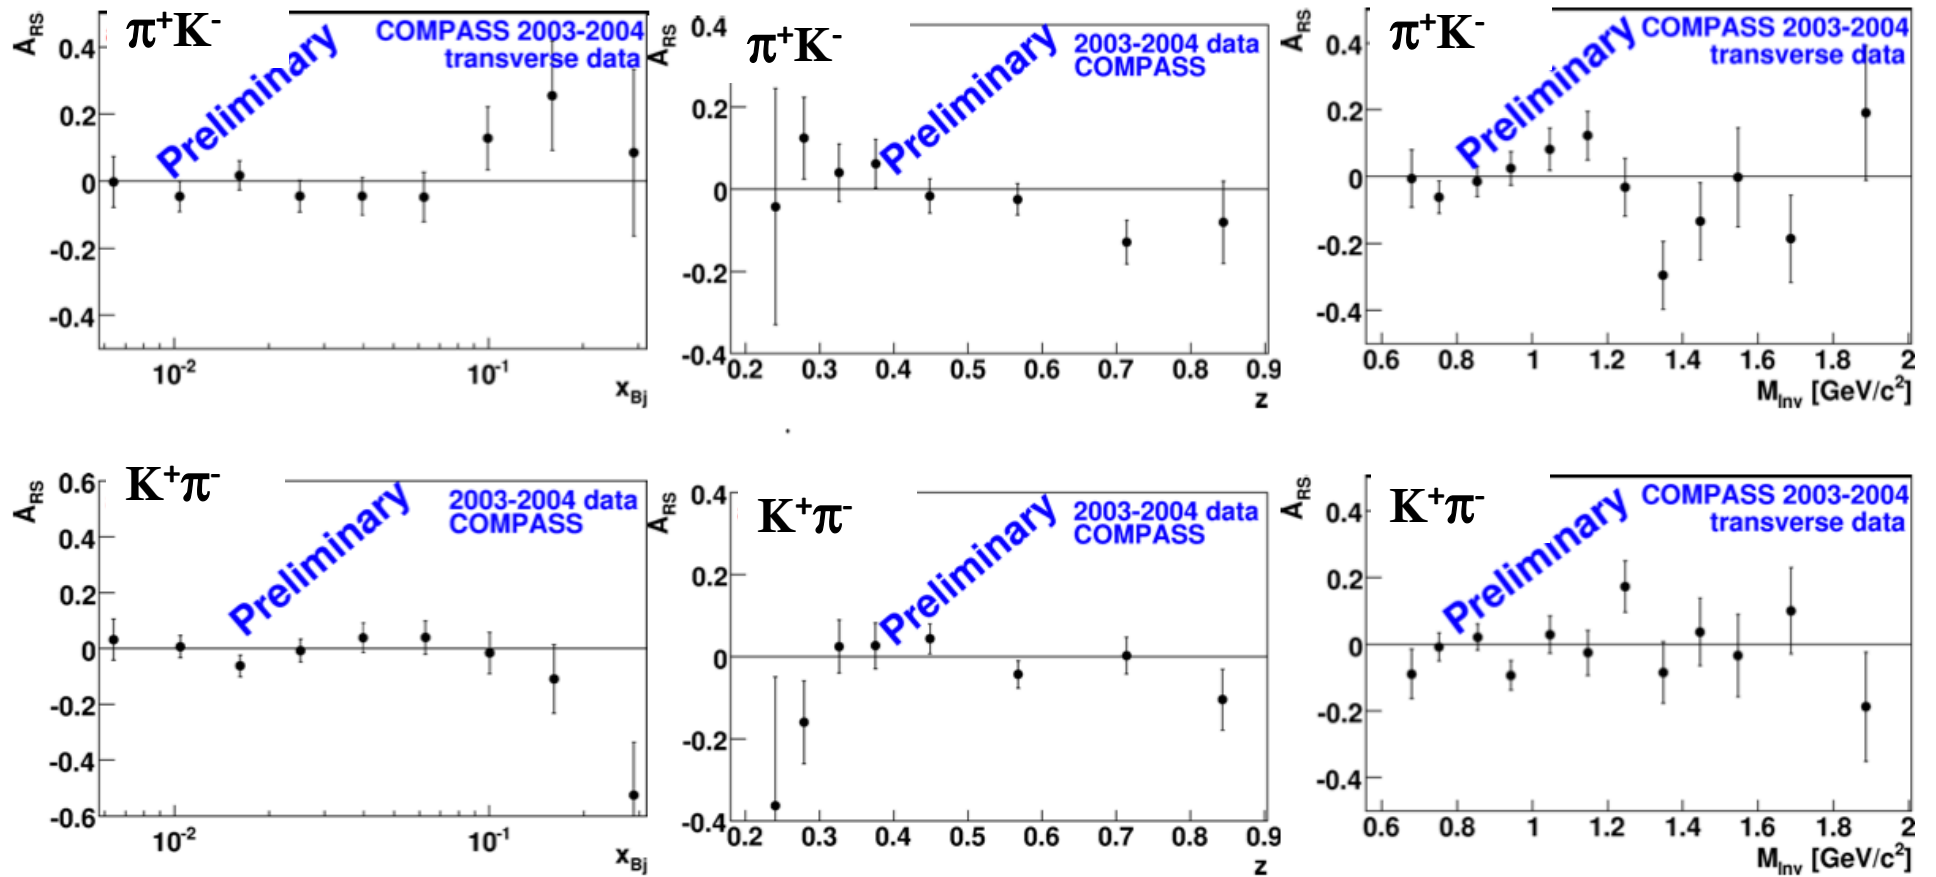 π⁺K⁻
COMPASS 2003-2004
transverse data
Preliminary
A_RS
0.4
0.2
0
-0.2
-0.4
10⁻²
10⁻¹
x_Bj
π⁺K⁻
2003-2004 data
COMPASS
Preliminary
A_RS
0.4
0.2
0
-0.2
-0.4
0.2 0.3 0.4 0.5 0.6 0.7 0.8 0.9
z
π⁺K⁻
COMPASS 2003-2004
transverse data
Preliminary
A_RS
0.4
0.2
0
-0.2
-0.4
0.6 0.8 1 1.2 1.4 1.6 1.8 2
M_Inv [GeV/c²]
K⁺π⁻
2003-2004 data
COMPASS
Preliminary
A_RS
0.6
0.4
0.2
0
-0.2
-0.4
-0.6
10⁻²
10⁻¹
x_Bj
K⁺π⁻
2003-2004 data
COMPASS
Preliminary
A_RS
0.4
0.2
0
-0.2
-0.4
0.2 0.3 0.4 0.5 0.6 0.7 0.8 0.9
z
K⁺π⁻
COMPASS 2003-2004
transverse data
Preliminary
A_RS
0.4
0.2
0
-0.2
-0.4
0.6 0.8 1 1.2 1.4 1.6 1.8 2
M_Inv [GeV/c²]